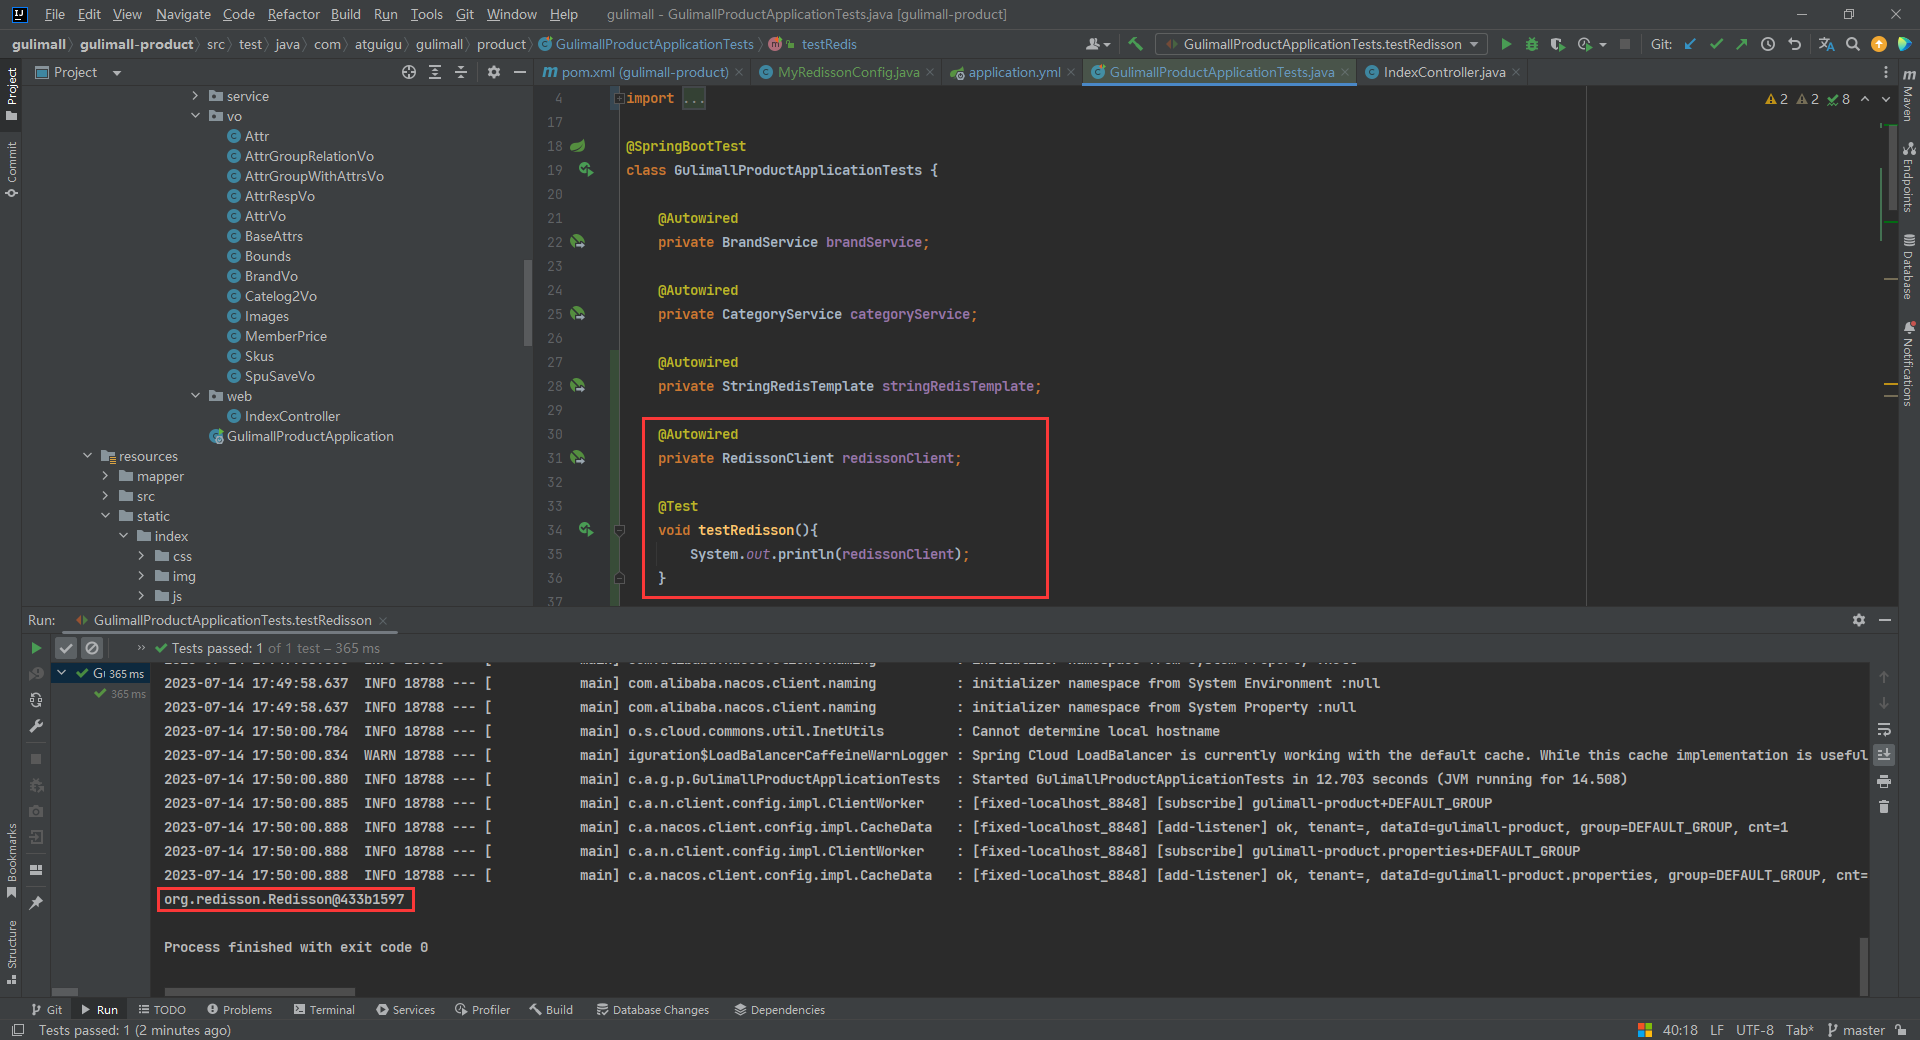 File Edit View Navigate Code Refactor Build Run Tools Git Window Help gulimall - GulimallProductApplicationTests.java [gulimall-product]
gulimall gulimall-product src test java com atguigu gulimall product GulimallProductApplicationTests testRedis GulimallProductApplicationTests.testRedisson Git:
Project
pom.xml (gulimall-product) MyRedissonConfig.java application.yml GulimallProductApplicationTests.java IndexController.java
Project
Commit
Bookmarks
Structure
Maven
Endpoints
Database
Notifications
service
vo
Attr
AttrGroupRelationVo
AttrGroupWithAttrsVo
AttrRespVo
AttrVo
BaseAttrs
Bounds
BrandVo
Catelog2Vo
Images
MemberPrice
Skus
SpuSaveVo
web
IndexController
GulimallProductApplication
resources
mapper
src
static
index
css
img
js
2 2 8
4 import ...
17
18 @SpringBootTest
19 class GulimallProductApplicationTests {
20
21 @Autowired
22 private BrandService brandService;
23
24 @Autowired
25 private CategoryService categoryService;
26
27 @Autowired
28 private StringRedisTemplate stringRedisTemplate;
29
30 @Autowired
31 private RedissonClient redissonClient;
32
33 @Test
34 void testRedisson(){
35 System.out.println(redissonClient);
36 }
37
Run: GulimallProductApplicationTests.testRedisson
Tests passed: 1 of 1 test – 365 ms
365 ms
365 ms
2023-07-14 17:49:58.637 INFO 18788 --- [ main] com.alibaba.nacos.client.naming : initializer namespace from System Environment :null
2023-07-14 17:49:58.637 INFO 18788 --- [ main] com.alibaba.nacos.client.naming : initializer namespace from System Property :null
2023-07-14 17:50:00.784 INFO 18788 --- [ main] o.s.cloud.commons.util.InetUtils : Cannot determine local hostname
2023-07-14 17:50:00.834 WARN 18788 --- [ main] iguration$LoadBalancerCaffeineWarnLogger : Spring Cloud LoadBalancer is currently working with the default cache. While this cache implementation is useful
2023-07-14 17:50:00.880 INFO 18788 --- [ main] c.a.g.p.GulimallProductApplicationTests : Started GulimallProductApplicationTests in 12.703 seconds (JVM running for 14.508)
2023-07-14 17:50:00.885 INFO 18788 --- [ main] c.a.n.client.config.impl.ClientWorker : [fixed-localhost_8848] [subscribe] gulimall-product+DEFAULT_GROUP
2023-07-14 17:50:00.888 INFO 18788 --- [ main] c.a.nacos.client.config.impl.CacheData : [fixed-localhost_8848] [add-listener] ok, tenant=, dataId=gulimall-product, group=DEFAULT_GROUP, cnt=1
2023-07-14 17:50:00.888 INFO 18788 --- [ main] c.a.n.client.config.impl.ClientWorker : [fixed-localhost_8848] [subscribe] gulimall-product.properties+DEFAULT_GROUP
2023-07-14 17:50:00.888 INFO 18788 --- [ main] c.a.nacos.client.config.impl.CacheData : [fixed-localhost_8848] [add-listener] ok, tenant=, dataId=gulimall-product.properties, group=DEFAULT_GROUP, cnt=
org.redisson.Redisson@433b1597
Process finished with exit code 0
Git Run TODO Problems Terminal Services Profiler Build Database Changes Dependencies
Tests passed: 1 (2 minutes ago) 40:18 LF UTF-8 Tab* master